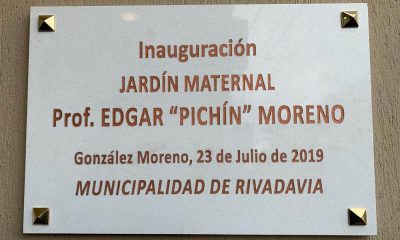 Inauguración
JARDÍN MATERNAL
Prof. EDGAR “PICHÍN” MORENO
González Moreno, 23 de Julio de 2019
MUNICIPALIDAD DE RIVADAVIA